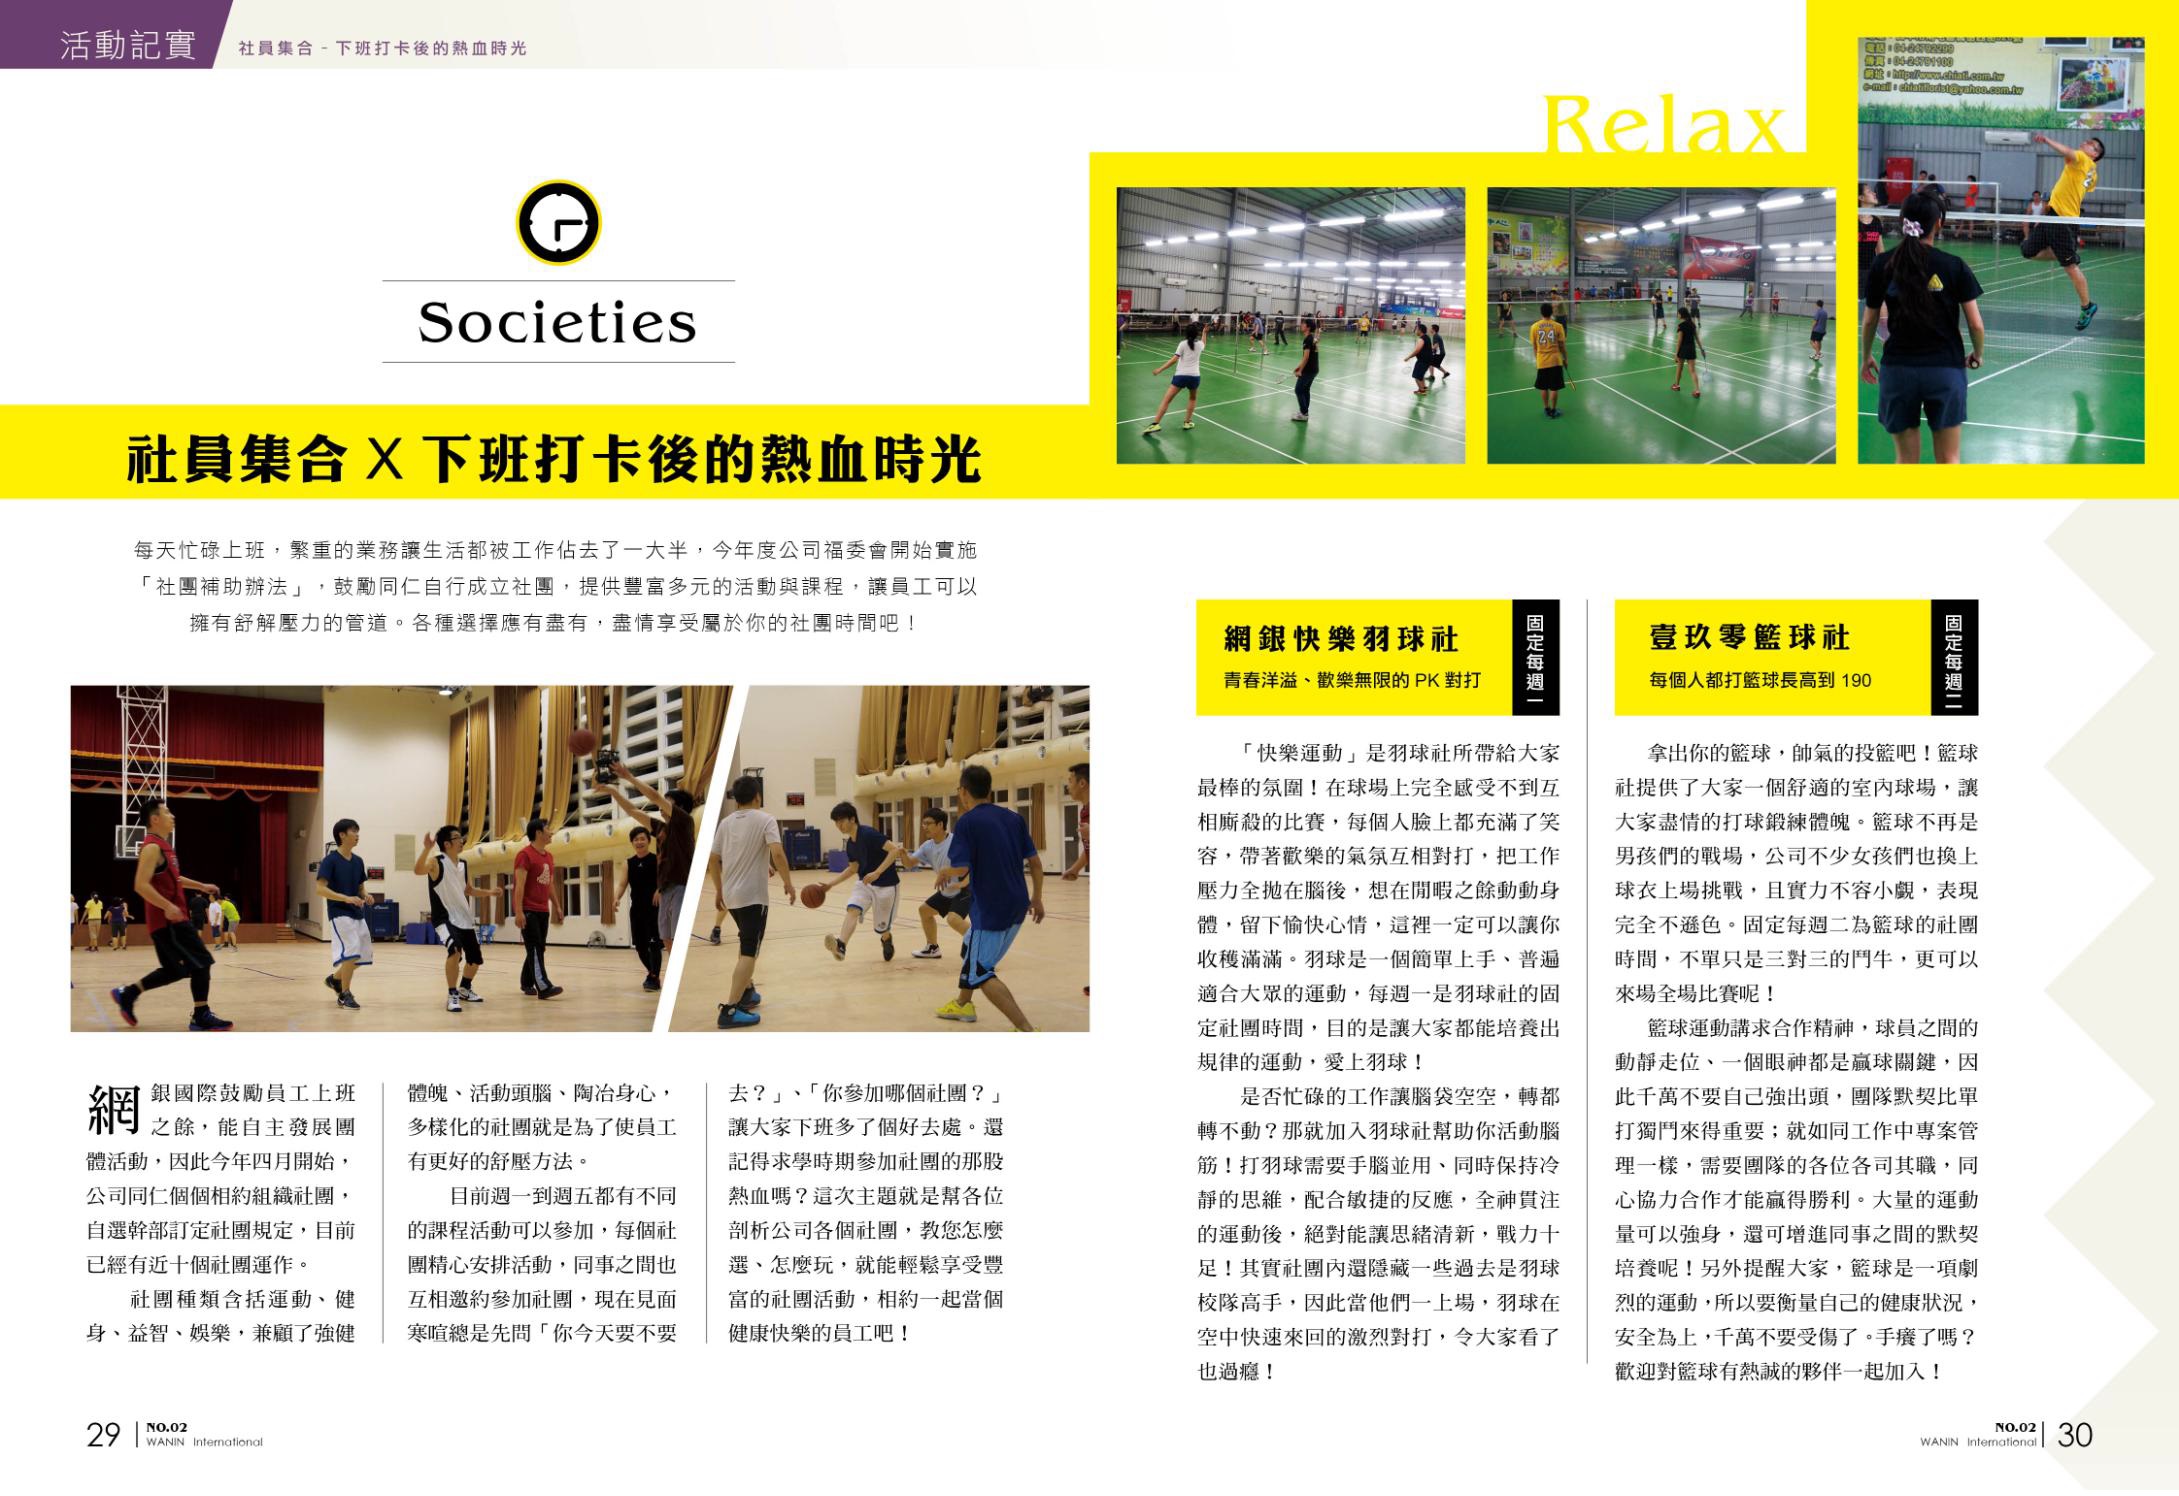 活動記實
社員集合 - 下班打卡後的熱血時光
Relax
電話：04-24792299
傳真：04-24791100
網址：http://www.chiati.com.tw
e-mail：chiatiflorist@yahoo.com.tw
24
Societies
社員集合 X 下班打卡後的熱血時光
每天忙碌上班，繁重的業務讓生活都被工作佔去了一大半，今年度公司福委會開始實施
「社團補助辦法」，鼓勵同仁自行成立社團，提供豐富多元的活動與課程，讓員工可以
擁有舒解壓力的管道。各種選擇應有盡有，盡情享受屬於你的社團時間吧！
網銀國際鼓勵員工上班
之餘，能自主發展團
體活動，因此今年四月開始，
公司同仁個個相約組織社團，
自選幹部訂定社團規定，目前
已經有近十個社團運作。
社團種類含括運動、健
身、益智、娛樂，兼顧了強健
體魄、活動頭腦、陶冶身心，
多樣化的社團就是為了使員工
有更好的舒壓方法。
目前週一到週五都有不同
的課程活動可以參加，每個社
團精心安排活動，同事之間也
互相邀約參加社團，現在見面
寒暄總是先問「你今天要不要
去？」、「你參加哪個社團？」
讓大家下班多了個好去處。還
記得求學時期參加社團的那股
熱血嗎？這次主題就是幫各位
剖析公司各個社團，教您怎麼
選、怎麼玩，就能輕鬆享受豐
富的社團活動，相約一起當個
健康快樂的員工吧！
網銀快樂羽球社
青春洋溢、歡樂無限的 PK 對打
固定每週一
「快樂運動」是羽球社所帶給大家
最棒的氛圍！在球場上完全感受不到互
相廝殺的比賽，每個人臉上都充滿了笑
容，帶著歡樂的氣氛互相對打，把工作
壓力全拋在腦後，想在閒暇之餘動動身
體，留下愉快心情，這裡一定可以讓你
收穫滿滿。羽球是一個簡單上手、普遍
適合大眾的運動，每週一是羽球社的固
定社團時間，目的是讓大家都能培養出
規律的運動，愛上羽球！
是否忙碌的工作讓腦袋空空，轉都
轉不動？那就加入羽球社幫助你活動腦
筋！打羽球需要手腦並用、同時保持冷
靜的思維，配合敏捷的反應，全神貫注
的運動後，絕對能讓思緒清新，戰力十
足！其實社團內還隱藏一些過去是羽球
校隊高手，因此當他們一上場，羽球在
空中快速來回的激烈對打，令大家看了
也過癮！
壹玖零籃球社
每個人都打籃球長高到 190
固定每週二
拿出你的籃球，帥氣的投籃吧！籃球
社提供了大家一個舒適的室內球場，讓
大家盡情的打球鍛練體魄。籃球不再是
男孩們的戰場，公司不少女孩們也換上
球衣上場挑戰，且實力不容小覷，表現
完全不遜色。固定每週二為籃球的社團
時間，不單只是三對三的鬥牛，更可以
來場全場比賽呢！
籃球運動講求合作精神，球員之間的
動靜走位、一個眼神都是贏球關鍵，因
此千萬不要自己強出頭，團隊默契比單
打獨鬥來得重要；就如同工作中專案管
理一樣，需要團隊的各位各司其職，同
心協力合作才能贏得勝利。大量的運動
量可以強身，還可增進同事之間的默契
培養呢！另外提醒大家，籃球是一項劇
烈的運動，所以要衡量自己的健康狀況，
安全為上，千萬不要受傷了。手癢了嗎？
歡迎對籃球有熱誠的夥伴一起加入！
29
NO.02
WANIN International
NO.02
WANIN International
30